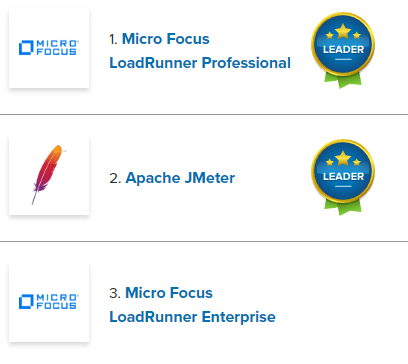 MICRO
FOCUS
1. Micro Focus
LoadRunner Professional
LEADER
2. Apache JMeter
LEADER
MICRO
FOCUS
3. Micro Focus
LoadRunner Enterprise